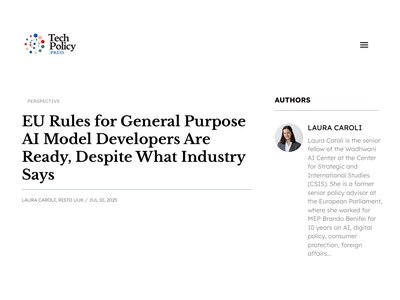 Tech
Policy
PRESS
PERSPECTIVE
EU Rules for General Purpose
AI Model Developers Are
Ready, Despite What Industry
Says
LAURA CAROLI, RISTO UUK / JUL 10, 2025
AUTHORS
LAURA CAROLI
Laura Caroli is the senior
fellow of the Wadhwani
AI Center at the Center
for Strategic and
International Studies
(CSIS). She is a former
senior policy advisor at
the European Parliament,
where she worked for
MEP Brando Benifei for
10 years on AI, digital
policy, consumer
protection, foreign
affairs...